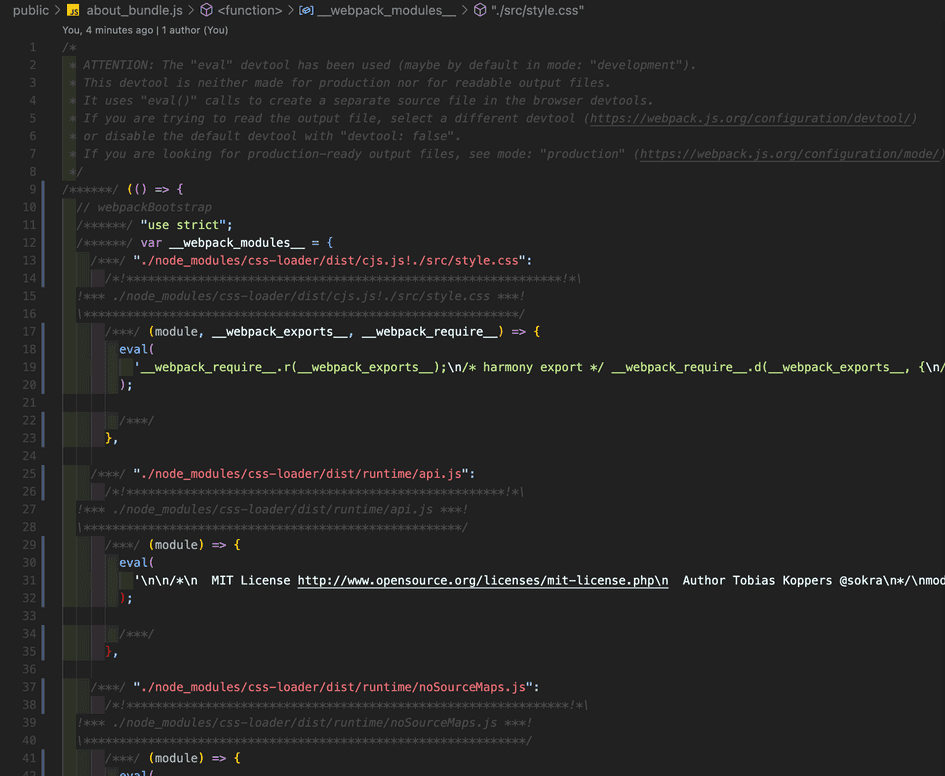 public > JS about_bundle.js > <function> > __webpack_modules__ > "./src/style.css"
You, 4 minutes ago | 1 author (You)
1 /*
2 * ATTENTION: The "eval" devtool has been used (maybe by default in mode: "development").
3 * This devtool is neither made for production nor for readable output files.
4 * It uses "eval()" calls to create a separate source file in the browser devtools.
5 * If you are trying to read the output file, select a different devtool (https://webpack.js.org/configuration/devtool/)
6 * or disable the default devtool with "devtool: false".
7 * If you are looking for production-ready output files, see mode: "production" (https://webpack.js.org/configuration/mode/)
8 */
9 /******/ (() => {
10 // webpackBootstrap
11 /******/ "use strict";
12 /******/ var __webpack_modules__ = {
13 /***/ "./node_modules/css-loader/dist/cjs.js!./src/style.css":
14 /*!*************************************************************!*\
15 !*** ./node_modules/css-loader/dist/cjs.js!./src/style.css ***!
16 \*************************************************************/
17 /***/ (module, __webpack_exports__, __webpack_require__) => {
18 eval(
19 '__webpack_require__.r(__webpack_exports__);\n/* harmony export */ __webpack_require__.d(__webpack_exports__, {\n/
20 );
21
22 /***/
23 },
24
25 /***/ "./node_modules/css-loader/dist/runtime/api.js":
26 /*!*****************************************************!*\
27 !*** ./node_modules/css-loader/dist/runtime/api.js ***!
28 \*****************************************************/
29 /***/ (module) => {
30 eval(
31 '\n\n/*\n  MIT License http://www.opensource.org/licenses/mit-license.php\n  Author Tobias Koppers @sokra\n*/\nmod
32 );
33
34 /***/
35 },
36
37 /***/ "./node_modules/css-loader/dist/runtime/noSourceMaps.js":
38 /*!**************************************************************!*\
39 !*** ./node_modules/css-loader/dist/runtime/noSourceMaps.js ***!
40 \**************************************************************/
41 /***/ (module) => {
42 eval(